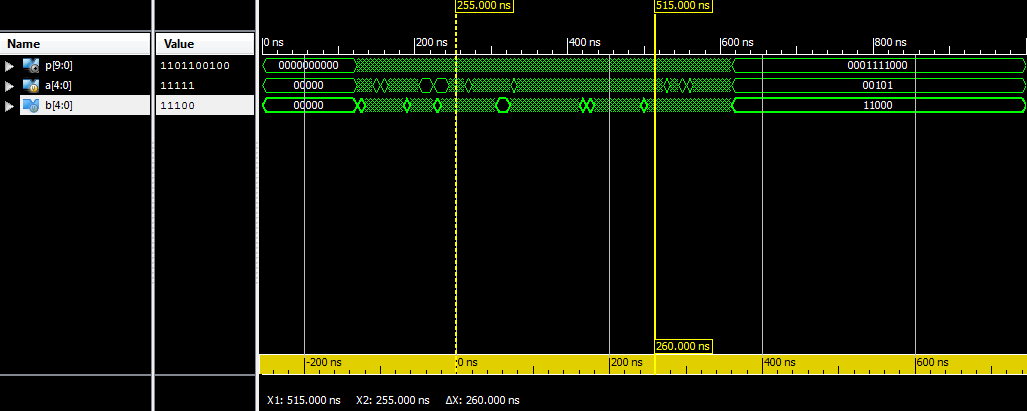 255.000 ns 515.000 ns
Name Value
0 ns 200 ns 400 ns 600 ns 800 ns
p[9:0] 1101100100 0000000000 0001111000
a[4:0] 11111 00000 00101
b[4:0] 11100 00000 11000
260.000 ns
-200 ns 0 ns 200 ns 400 ns 600 ns
X1: 515.000 ns X2: 255.000 ns ΔX: 260.000 ns